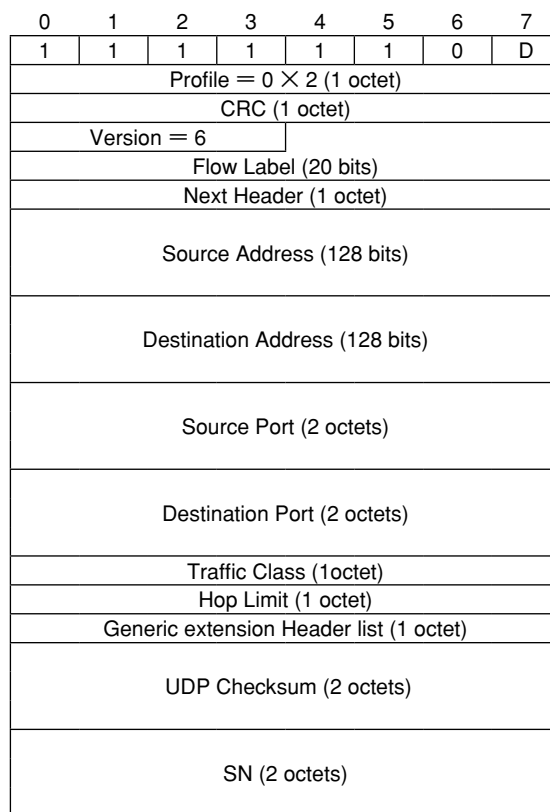 0 1 2 3 4 5 6 7
1 1 1 1 1 1 0 D
Profile = 0 × 2 (1 octet)
CRC (1 octet)
Version = 6
Flow Label (20 bits)
Next Header (1 octet)
Source Address (128 bits)
Destination Address (128 bits)
Source Port (2 octets)
Destination Port (2 octets)
Traffic Class (1octet)
Hop Limit (1 octet)
Generic extension Header list (1 octet)
UDP Checksum (2 octets)
SN (2 octets)